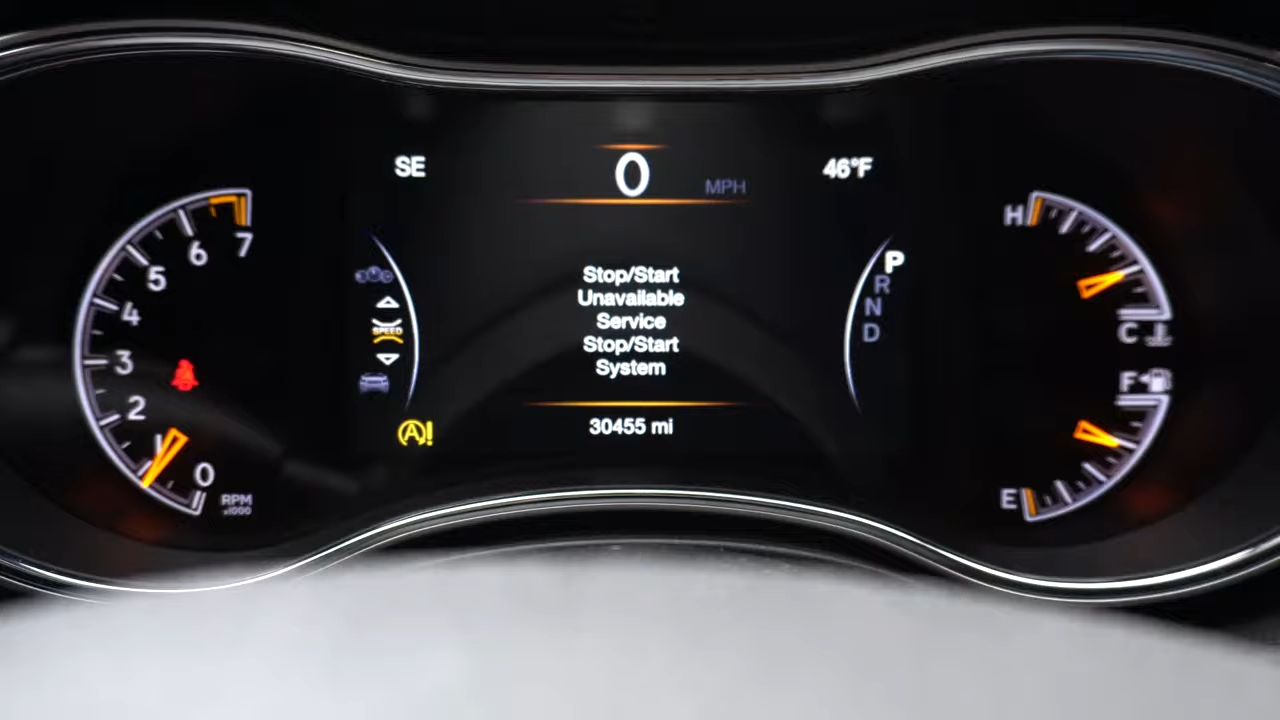 SE
0
MPH
46°F
7
6
5
4
3
2
1
0
RPM
x1000
SPEED
Stop/Start
Unavailable
Service
Stop/Start
System
30455 mi
P
R
N
D
H
C
F
E